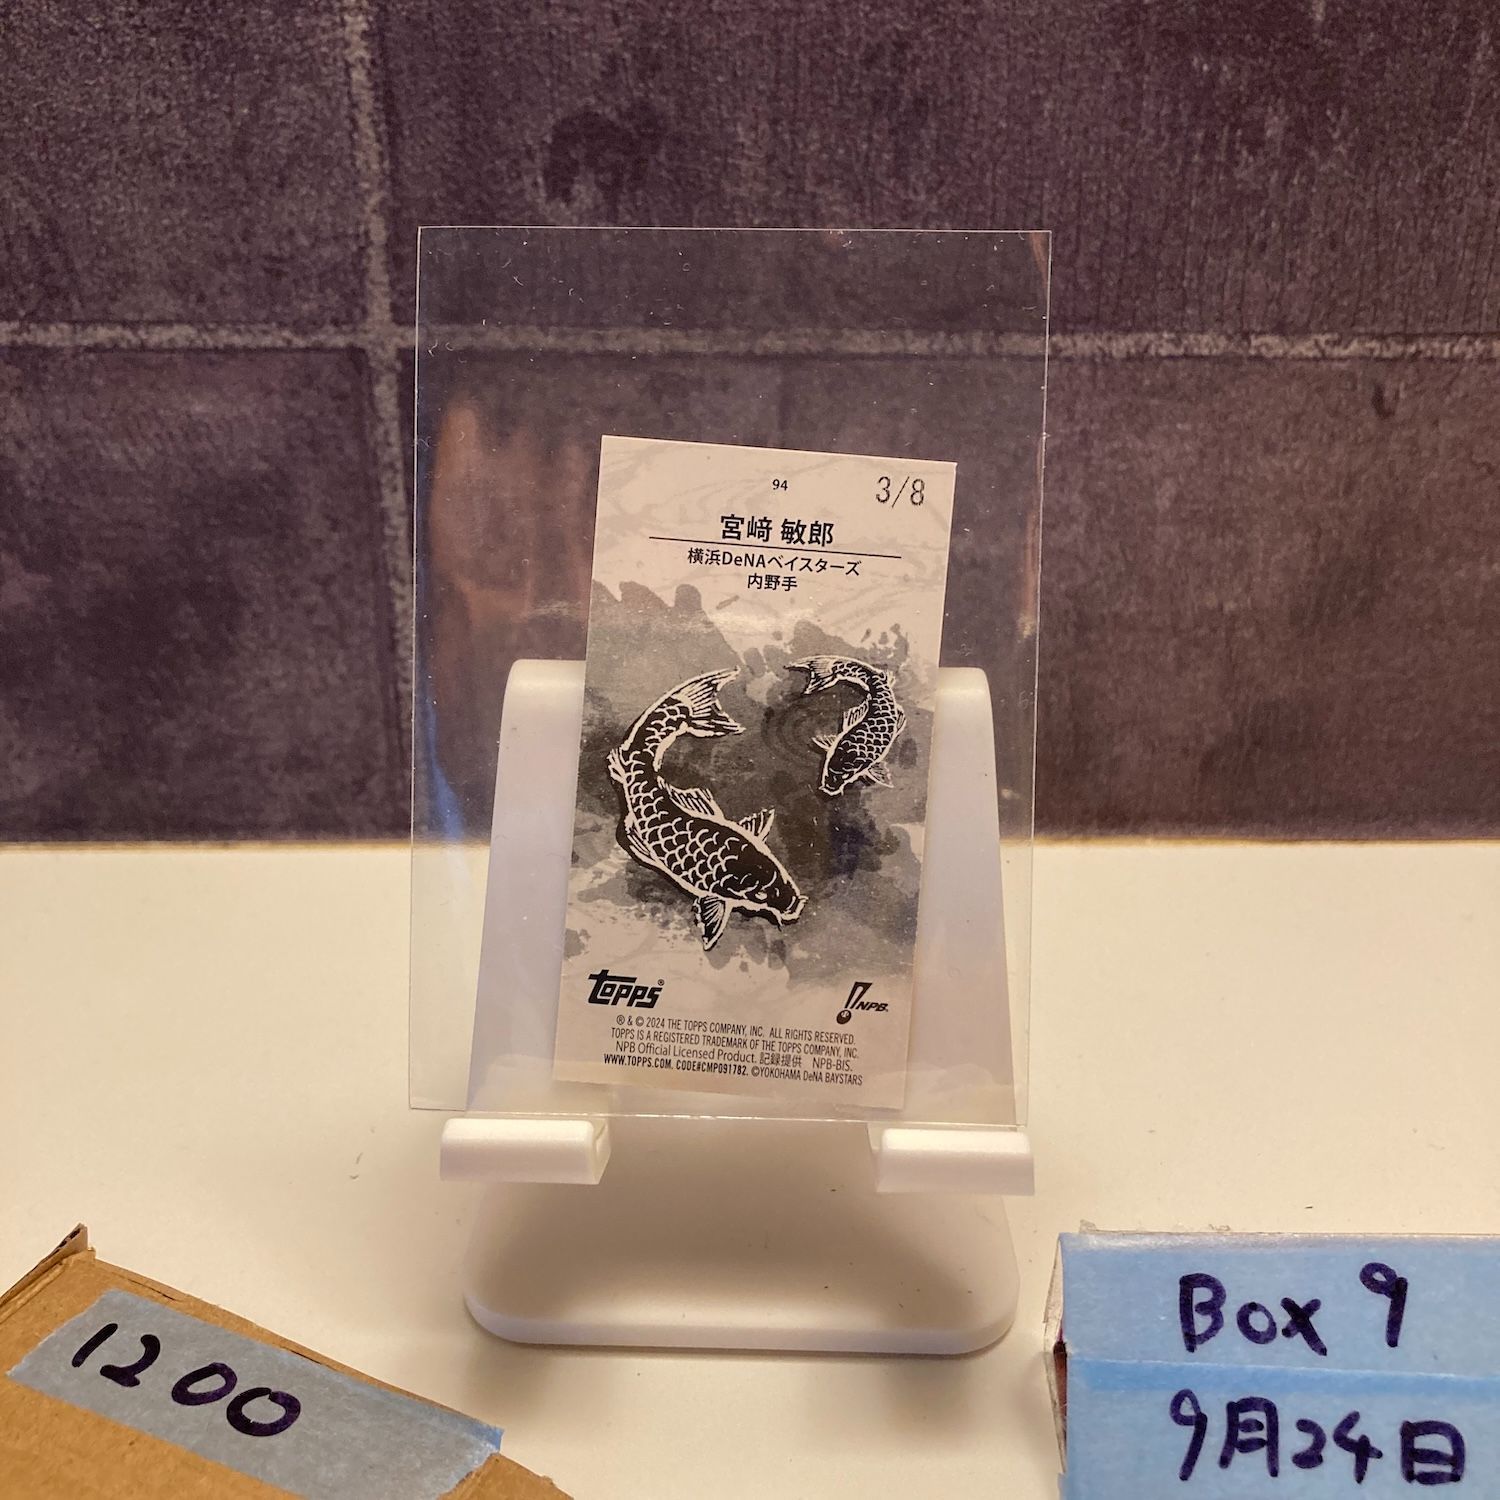 94
3/8
宮﨑 敏郎
横浜DeNAベイスターズ
内野手
Topps®
NPB®
® & © 2024 THE TOPPS COMPANY, INC. ALL RIGHTS RESERVED.
TOPPS IS A REGISTERED TRADEMARK OF THE TOPPS COMPANY, INC.
NPB Official Licensed Product. 記録提供 NPB-BIS.
WWW.TOPPS.COM. CODE#CMP091782. ©YOKOHAMA DeNA BAYSTARS
1200
Box 9
9月24日